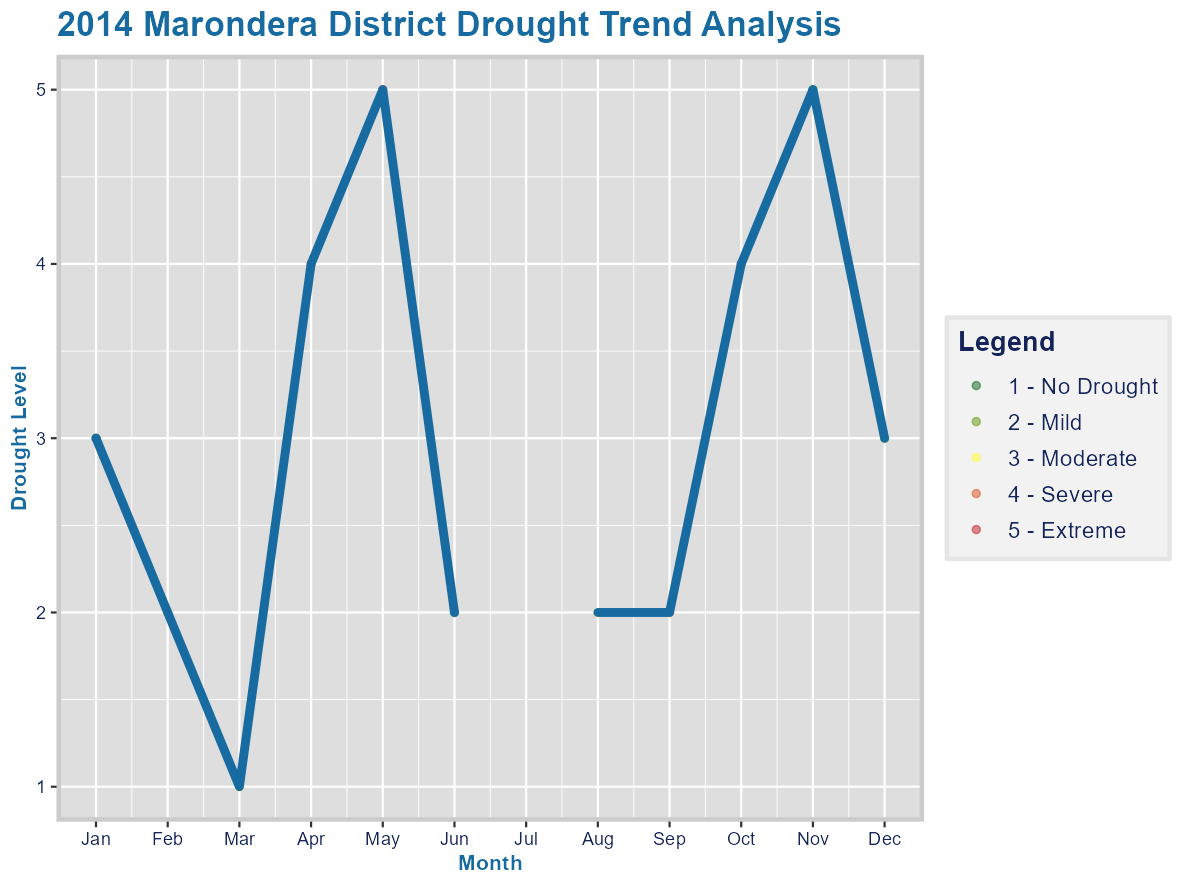 2014 Marondera District Drought Trend Analysis
5
4
3
2
1
Drought Level
Jan Feb Mar Apr May Jun Jul Aug Sep Oct Nov Dec
Month
Legend
1 - No Drought
2 - Mild
3 - Moderate
4 - Severe
5 - Extreme